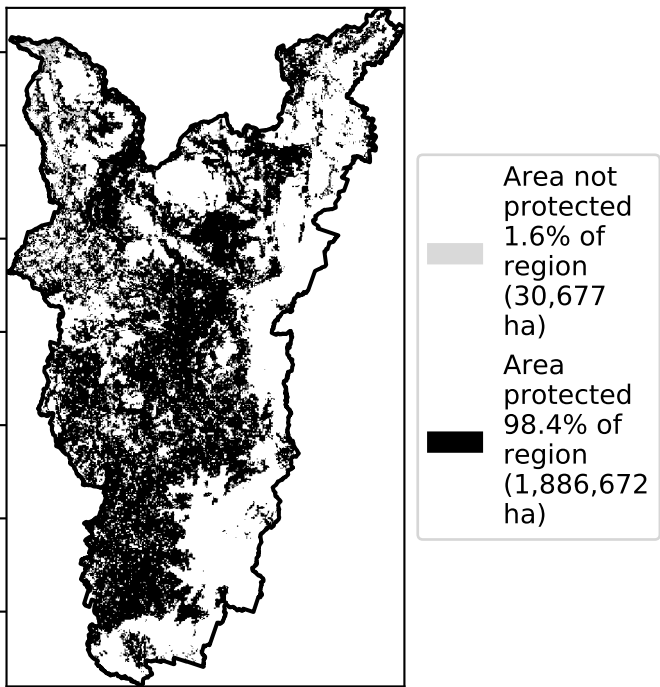 Area not
protected
1.6% of
region
(30,677
ha)
Area
protected
98.4% of
region
(1,886,672
ha)